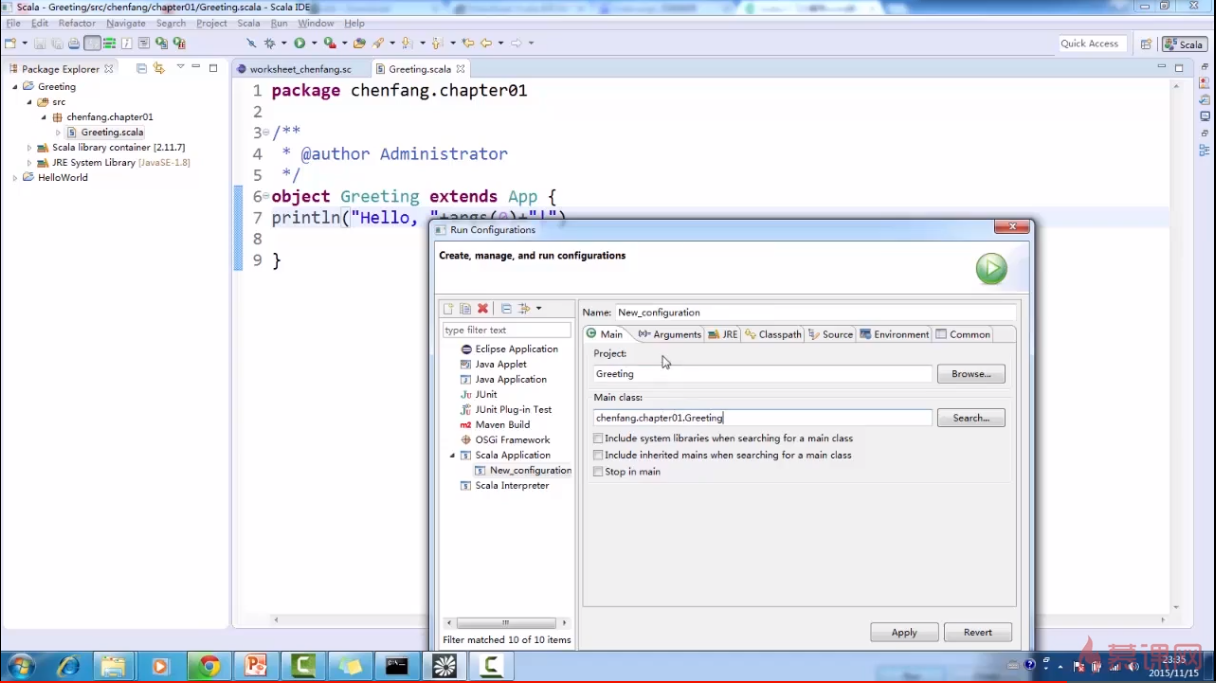 Scala - Greeting/src/chenfang/chapter01/Greeting.scala - Scala IDE
File Edit Refactor Navigate Search Project Scala Run Window Help
Quick Access
Scala
Package Explorer
Greeting
src
chenfang.chapter01
Greeting.scala
Scala library container [2.11.7]
JRE System Library [JavaSE-1.8]
HelloWorld
worksheet_chenfang.sc Greeting.scala
1 package chenfang.chapter01
2
3 /**
4 * @author Administrator
5 */
6 object Greeting extends App {
7 println("Hello, "+args(0)+"!")
8
9 }
Run Configurations
Create, manage, and run configurations
type filter text
Eclipse Application
Java Applet
Java Application
JUnit
JUnit Plug-in Test
Maven Build
OSGi Framework
Scala Application
New_configuration
Scala Interpreter
Filter matched 10 of 10 items
Name: New_configuration
Main Arguments JRE Classpath Source Environment Common
Project:
Greeting
Browse...
Main class:
chenfang.chapter01.Greeting
Search...
Include system libraries when searching for a main class
Include inherited mains when searching for a main class
Stop in main
Apply Revert
慕课网
23:35
2015/11/15